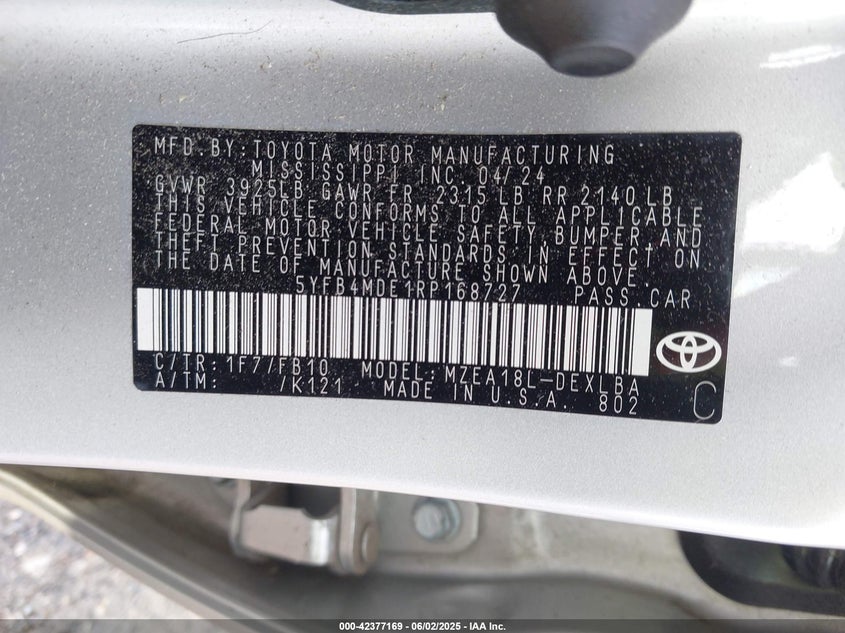 MFD.BY:TOYOTA MOTOR MANUFACTURING
MISSISSIPPI INC 04/24
GVWR 3925LB GAWR FR 2315 LB RR 2140LB
THIS VEHICLE CONFORMS TO ALL APPLICABLE
FEDERAL MOTOR VEHICLE SAFETY, BUMPER,AND
THEFT PREVENTION STANDARDS IN EFFECT ON
THE DATE OF MANUFACTURE SHOWN ABOVE.
5YFB4MDE1RP168727 PASS.CAR
C/TR:1F7/FB10 MODEL:MZEA18L-DEXLBA
A/TM: /K121 MADE IN U.S.A. 802
C
000-42377169 - 06/02/2025 - IAA Inc.